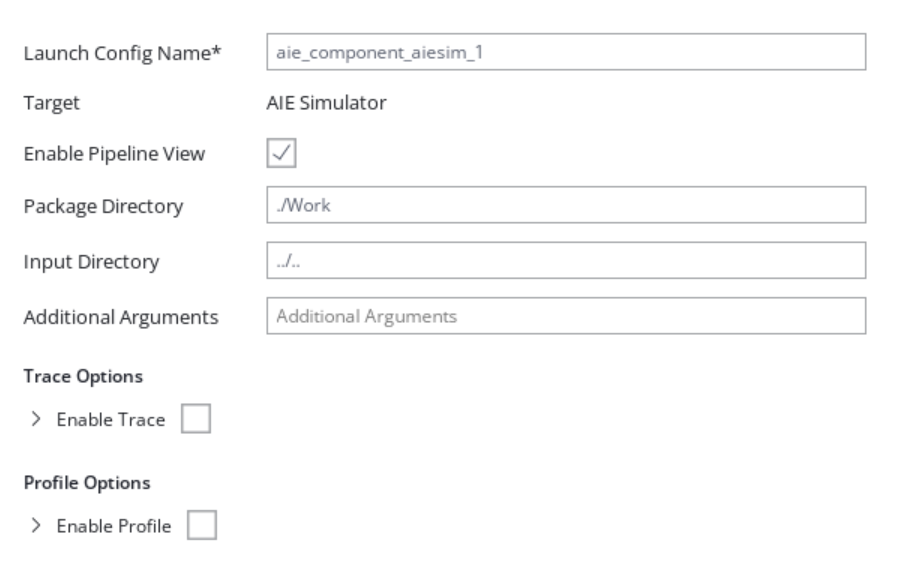 Launch Config Name* aie_component_aiesim_1
Target AIE Simulator
Enable Pipeline View
Package Directory ./Work
Input Directory ../..
Additional Arguments Additional Arguments
Trace Options
Enable Trace
Profile Options
Enable Profile